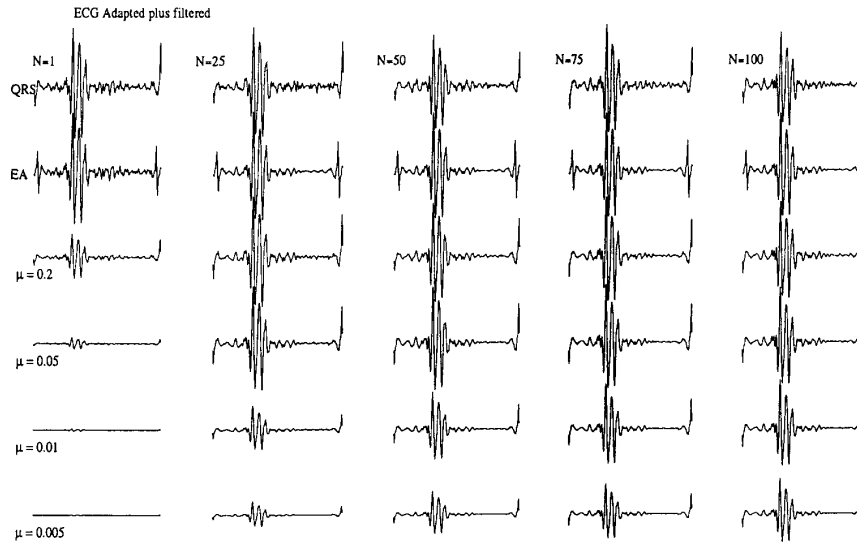 ECG Adapted plus filtered
N=1
N=25
N=50
N=75
N=100
QRS
EA
μ = 0.2
μ = 0.05
μ = 0.01
μ = 0.005